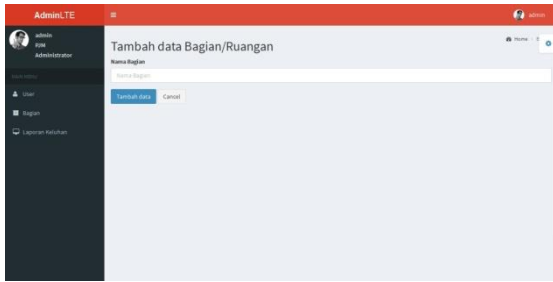 AdminLTE
admin
admin
Administrator
Home
Tambah data Bagian/Ruangan
Nama Bagian
Nama Bagian
Tambah data Cancel
User
Bagian
Laporan Keluhan